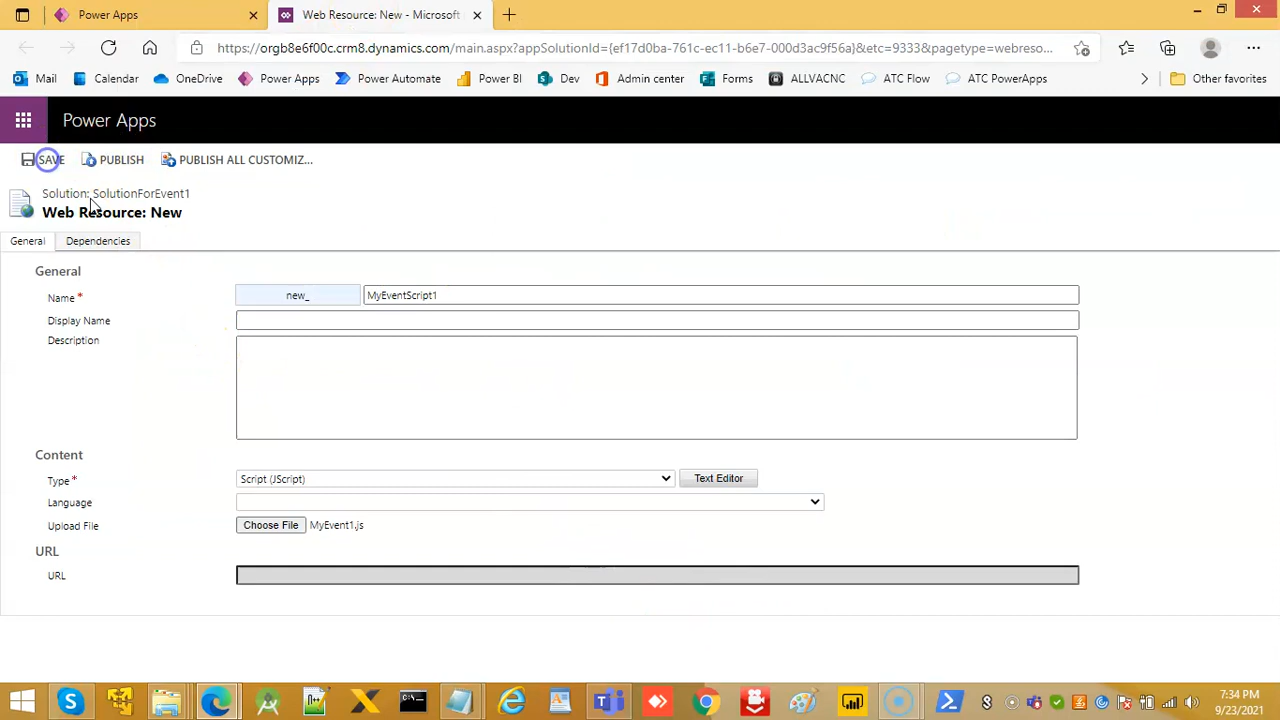 Power Apps
Web Resource: New - Microsoft
https://orgb8e6f00c.crm8.dynamics.com/main.aspx?appSolutionId={ef17d0ba-761c-ec11-b6e7-000d3ac9f56a}&etc=9333&pagetype=webreso...
Mail Calendar OneDrive Power Apps Power Automate Power BI Dev Admin center Forms ALLVACNC ATC Flow ATC PowerApps Other favorites
Power Apps
SAVE PUBLISH PUBLISH ALL CUSTOMIZ...
Solution: SolutionForEvent1
Web Resource: New
General Dependencies
General
Name * new_ MyEventScript1
Display Name
Description
Content
Type * Script (JScript) Text Editor
Language
Upload File Choose File MyEvent1.js
URL
URL
7:34 PM
9/23/2021